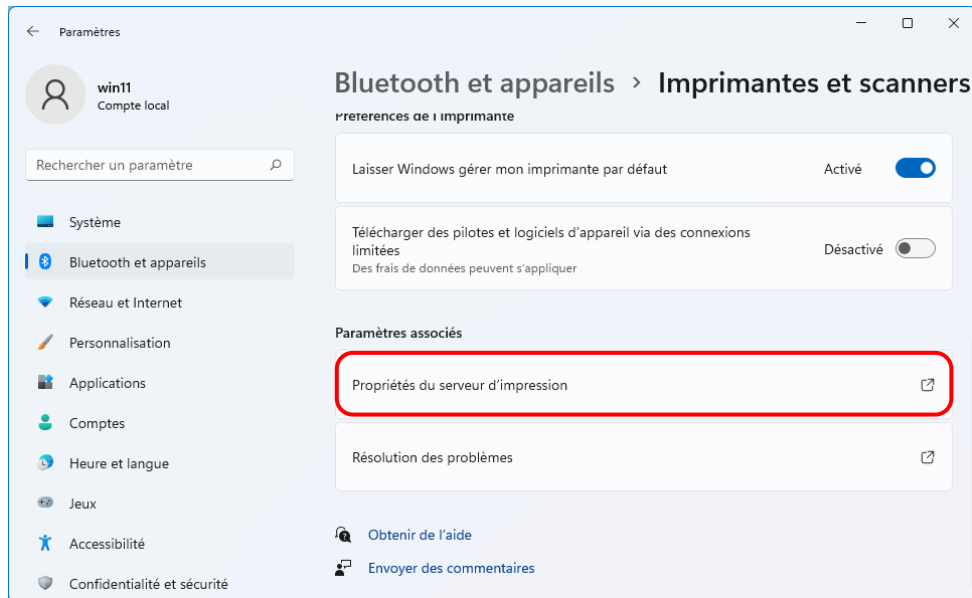 Paramètres
win11
Compte local
Rechercher un paramètre
Système
Bluetooth et appareils
Réseau et Internet
Personnalisation
Applications
Comptes
Heure et langue
Jeux
Accessibilité
Confidentialité et sécurité
Bluetooth et appareils > Imprimantes et scanners
Préférences de l'imprimante
Laisser Windows gérer mon imprimante par défaut
Activé
Télécharger des pilotes et logiciels d'appareil via des connexions
limitées
Des frais de données peuvent s'appliquer
Désactivé
Paramètres associés
Propriétés du serveur d'impression
Résolution des problèmes
Obtenir de l'aide
Envoyer des commentaires